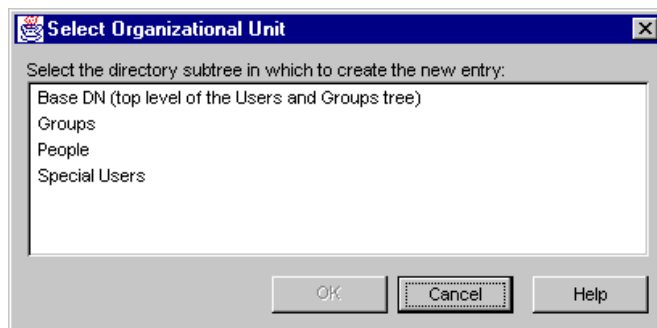 Select Organizational Unit
Select the directory subtree in which to create the new entry:
Base DN (top level of the Users and Groups tree)
Groups
People
Special Users
OK Cancel Help